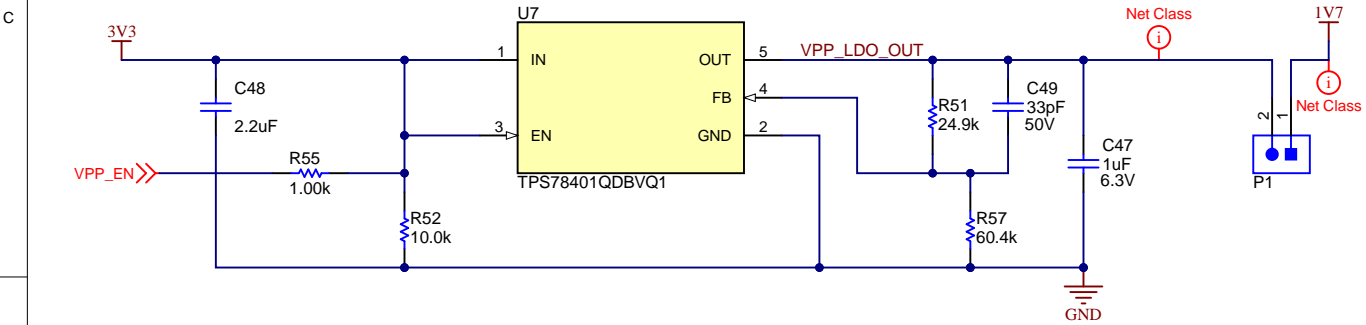 C
3V3
U7
Net Class
1V7
1
IN
OUT
5
VPP_LDO_OUT
C48
2.2uF
FB
4
R51
24.9k
C49
33pF
50V
Net Class
3
EN
GND
2
2
1
C47
1uF
6.3V
VPP_EN
R55
1.00k
TPS78401QDBVQ1
P1
R52
10.0k
R57
60.4k
GND
i
i